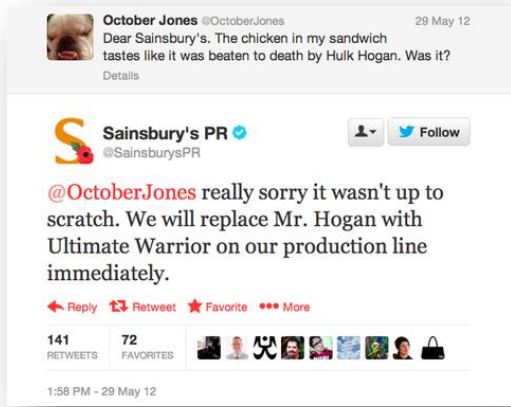 October Jones @OctoberJones 29 May 12
Dear Sainsbury's. The chicken in my sandwich
tastes like it was beaten to death by Hulk Hogan. Was it?
Details
Sainsbury's PR
Follow
@SainsburysPR
@OctoberJones really sorry it wasn't up to
scratch. We will replace Mr. Hogan with
Ultimate Warrior on our production line
immediately.
Reply Retweet Favorite More
141 72
RETWEETS FAVORITES
1:58 PM - 29 May 12